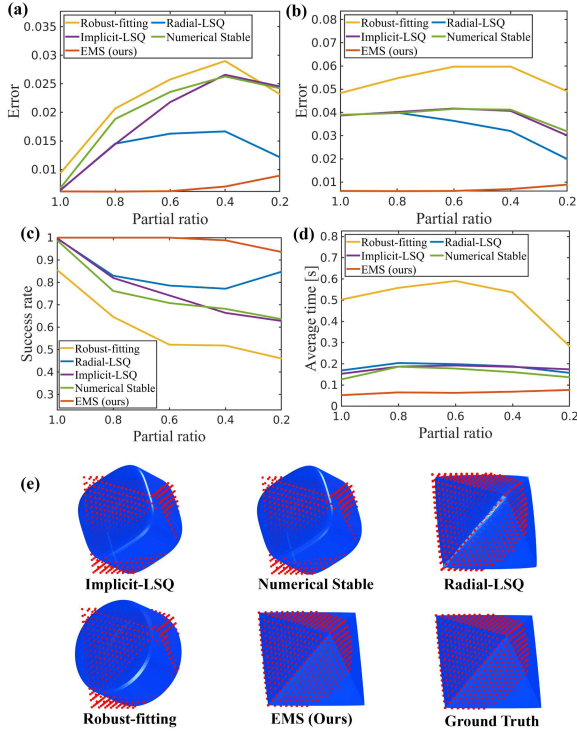 (a)
Robust-fitting Radial-LSQ
Implicit-LSQ Numerical Stable
EMS (ours)
Error
0.035
0.025
0.015
0.01
1.0 0.8 0.6 0.4 0.2
Partial ratio
(b)
Robust-fitting Radial-LSQ
Implicit-LSQ Numerical Stable
EMS (ours)
Error
0.08
0.07
0.06
0.05
0.04
0.03
0.02
0.01
1.0 0.8 0.6 0.4 0.2
Partial ratio
(c)
Success rate
1
0.9
0.8
0.7
0.6
0.5
0.4
0.3
Robust-fitting
Radial-LSQ
Implicit-LSQ
Numerical Stable
EMS (ours)
1.0 0.8 0.6 0.4 0.2
Partial ratio
(d)
Robust-fitting Radial-LSQ
Implicit-LSQ Numerical Stable
EMS (ours)
Average time [s]
0.9
0.8
0.7
0.6
0.5
0.4
0.3
0.2
0.1
0
1.0 0.8 0.6 0.4 0.2
Partial ratio
(e)
Implicit-LSQ Numerical Stable Radial-LSQ
Robust-fitting EMS (Ours) Ground Truth